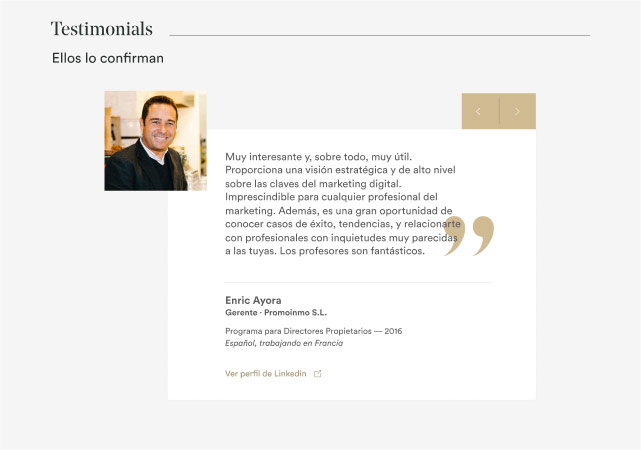 Testimonials
Ellos lo confirman
Muy interesante y, sobre todo, muy útil.
Proporciona una visión estratégica y de alto nivel
sobre las claves del marketing digital.
Imprescindible para cualquier profesional del
marketing. Además, es una gran oportunidad de
conocer casos de éxito, tendencias, y relacionarte
con profesionales con inquietudes muy parecidas
a las tuyas. Los profesores son fantásticos.
”
Enric Ayora
Gerente · Promoinmo S.L.
Programa para Directores Propietarios — 2016
Español, trabajando en Francia
Ver perfil de Linkedin